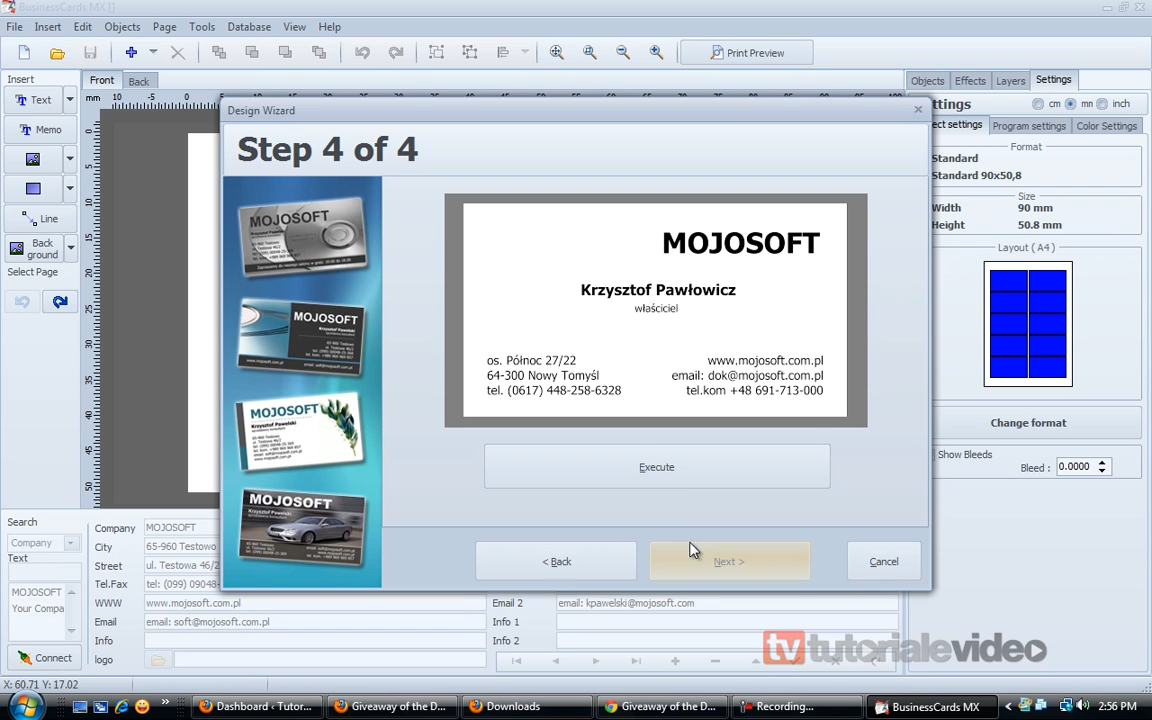 BusinessCards MX []
File Insert Edit Objects Page Tools Database View Help
Print Preview
Insert
Front Back
Objects Effects Layers Settings
mm 10 -5 0
ttings cm mn inch
Text
Design Wizard
Step 4 of 4
ect settings Program settings Color Settings
Memo
Format
Standard
Standard 90x50,8
Size
Width 90 mm
Height 50.8 mm
Line
Back
ground
Layout ( A4 )
Select Page
MOJOSOFT
MOJOSOFT
MOJOSOFT
MOJOSOFT
MOJOSOFT
Krzysztof Pawłowicz
właściciel
os. Północ 27/22
64-300 Nowy Tomyśl
tel. (0617) 448-258-6328
www.mojosoft.com.pl
email: dok@mojosoft.com.pl
tel.kom +48 691-713-000
Execute
< Back
Next >
Cancel
Change format
Show Bleeds
Bleed : 0.0000
Search
Company
Text
MOJOSOFT
Your Compa
Connect
Company MOJOSOFT
City 65-960 Testowo
Street ul. Testowa 46/2
Tel.Fax tel: (099) 09048-
WWW www.mojosoft.com.pl
Email email: soft@mojosoft.com.pl
Info
logo
Email 2 email: kpawelski@mojosoft.com
Info 1
Info 2
tv tutorialevideo
X: 60.71 Y: 17.02
Dashboard ‹ Tutor... Giveaway of the D... Downloads Giveaway of the D... Recording... BusinessCards MX 2:56 PM